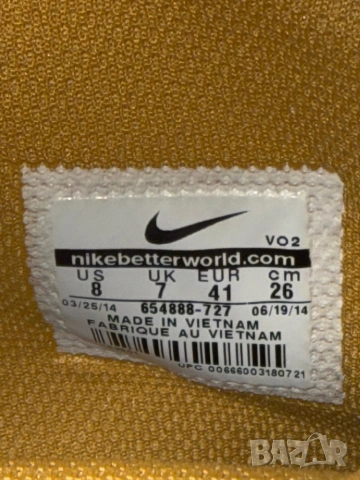 VO2
nikebetterworld.com
US UK EUR cm
8 7 41 26
03/25/14 654888-727 06/19/14
MADE IN VIETNAM
FABRIQUE AU VIETNAM
UPC 00666003180721
BAZAR